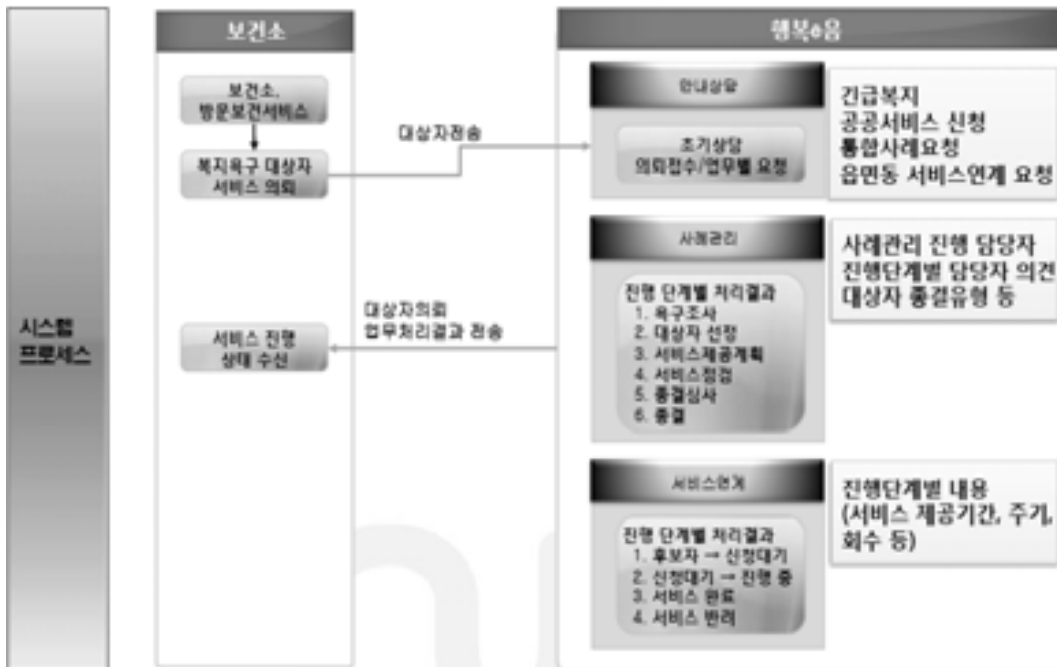 시스템
프로세스
보건소
보건소,
방문보건서비스
복지욕구 대상자
서비스 의뢰
서비스 진행
상태 수신
대상자전송
대상자의뢰
업무처리결과 전송
행복e음
안내상담
초기상담
의뢰접수/업무별 요청
긴급복지
공공서비스 신청
통합사례요청
읍면동 서비스연계 요청
사례관리
진행 단계별 처리결과
1. 욕구조사
2. 대상자 선정
3. 서비스제공계획
4. 서비스점검
5. 종결심사
6. 종결
사례관리 진행 담당자
진행단계별 담당자 의견
대상자 종결유형 등
서비스연계
진행 단계별 처리결과
1. 후보자 → 신청대기
2. 신청대기 → 진행 중
3. 서비스 완료
4. 서비스 반려
진행단계별 내용
(서비스 제공기간, 주기,
회수 등)